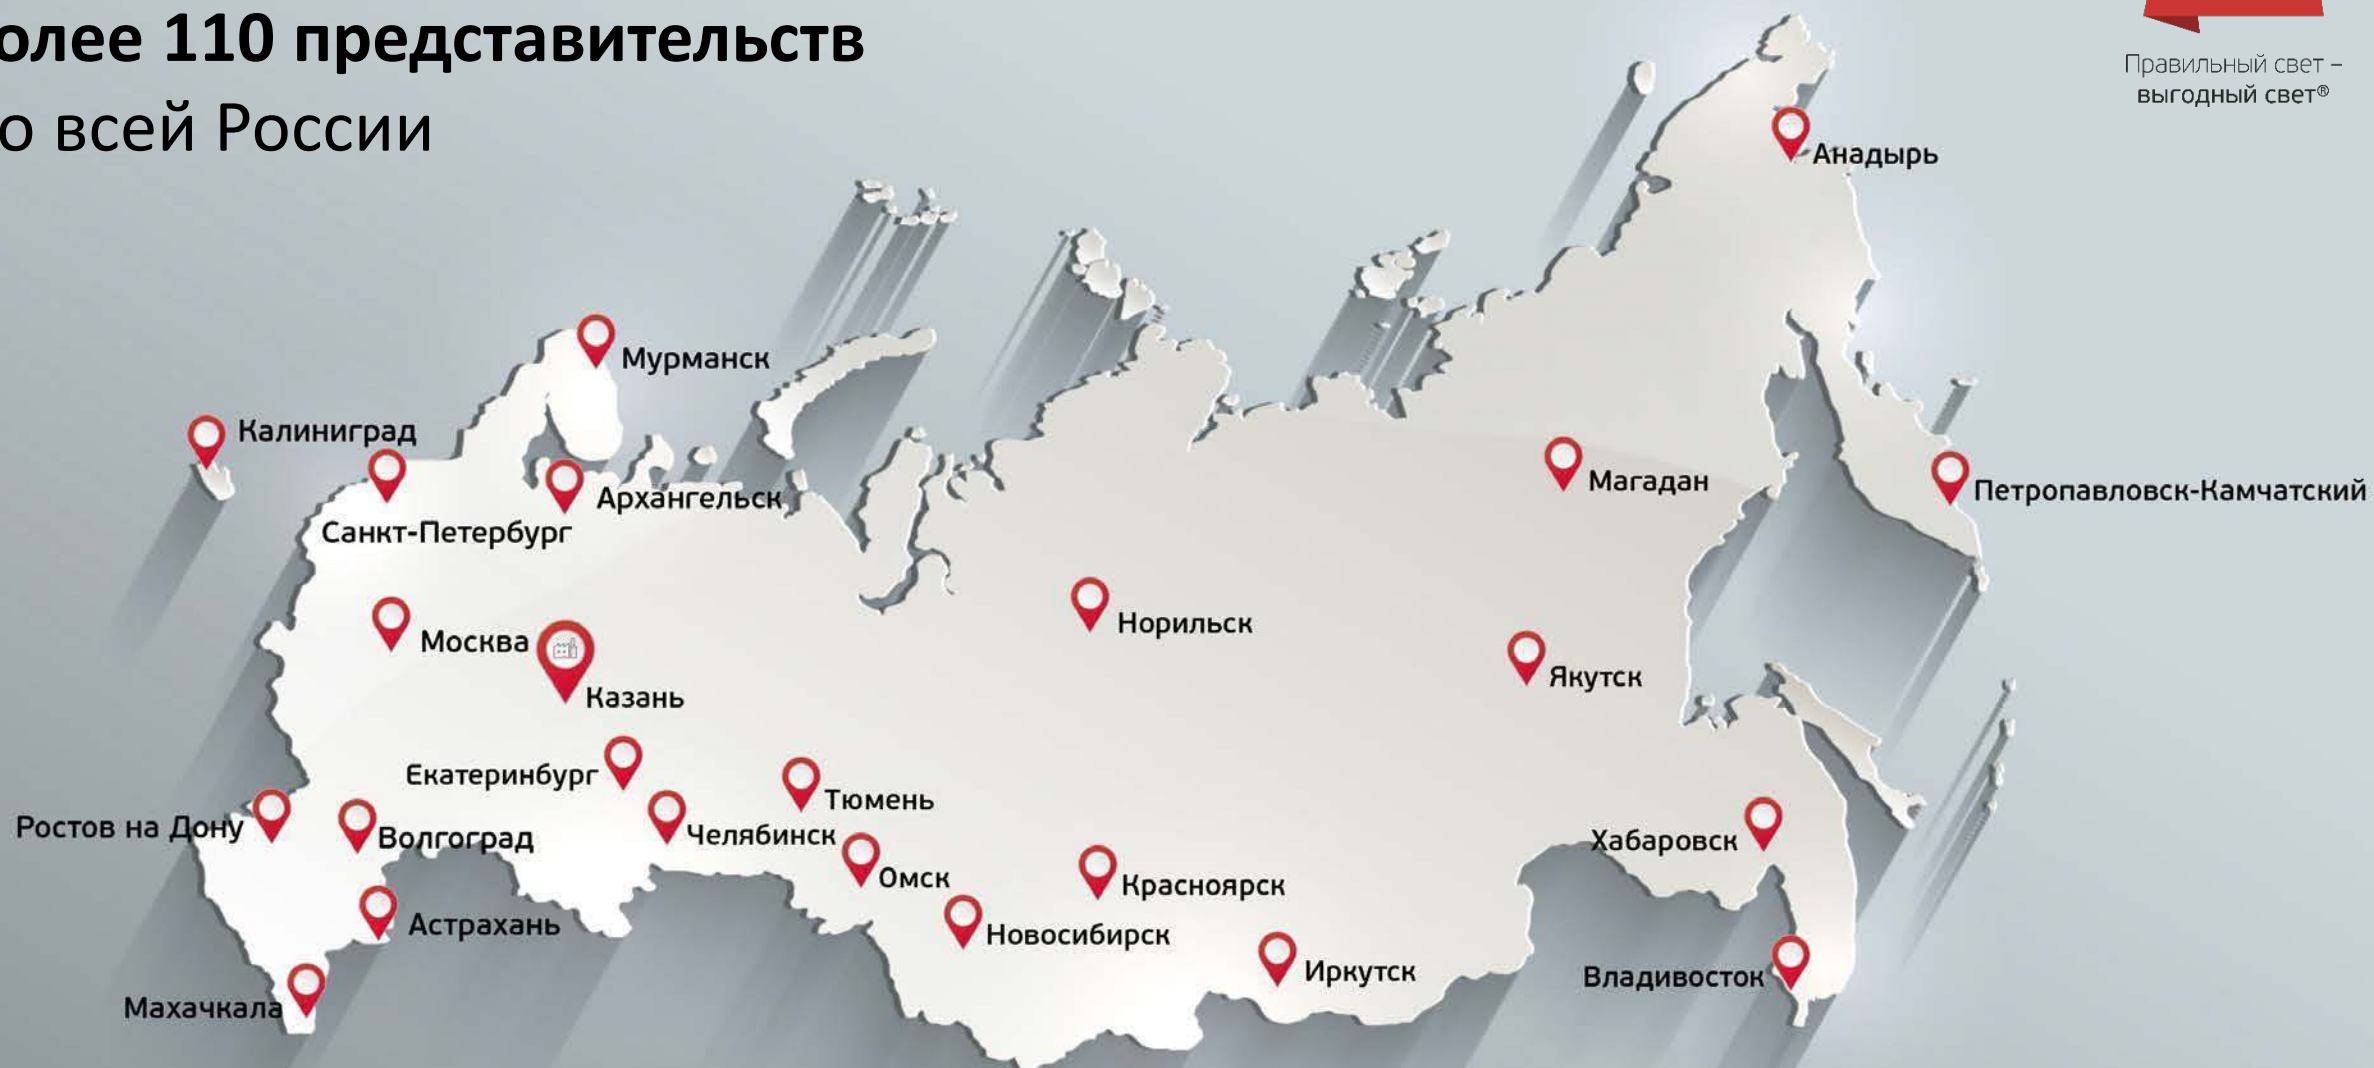 олее 110 представительств
о всей России
Правильный свет –
выгодный свет®
Анадырь
Мурманск
Калининград
Магадан
Петропавловск-Камчатский
Архангельск
Санкт-Петербург
Норильск
Москва
Якутск
Казань
Екатеринбург
Тюмень
Ростов на Дону
Волгоград
Челябинск
Хабаровск
Омск
Красноярск
Астрахань
Новосибирск
Иркутск
Владивосток
Махачкала